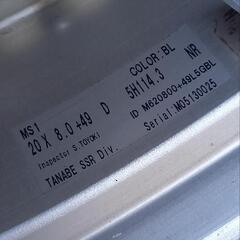 MS1 COLOR:BL
20 X 8.0 +49 D 5H114.3 NR
Inspector S.TOYOKI ID M620800+49LSGBL
TANABE SSR Div. Serial:M05130025